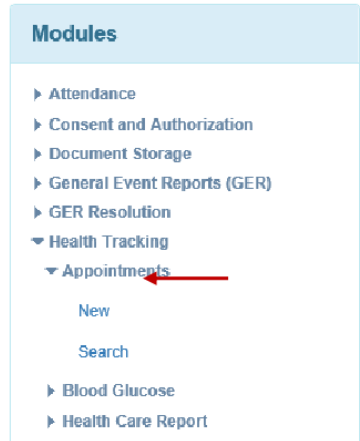 Modules
Attendance
Consent and Authorization
Document Storage
General Event Reports (GER)
GER Resolution
Health Tracking
Appointments
New
Search
Blood Glucose
Health Care Report